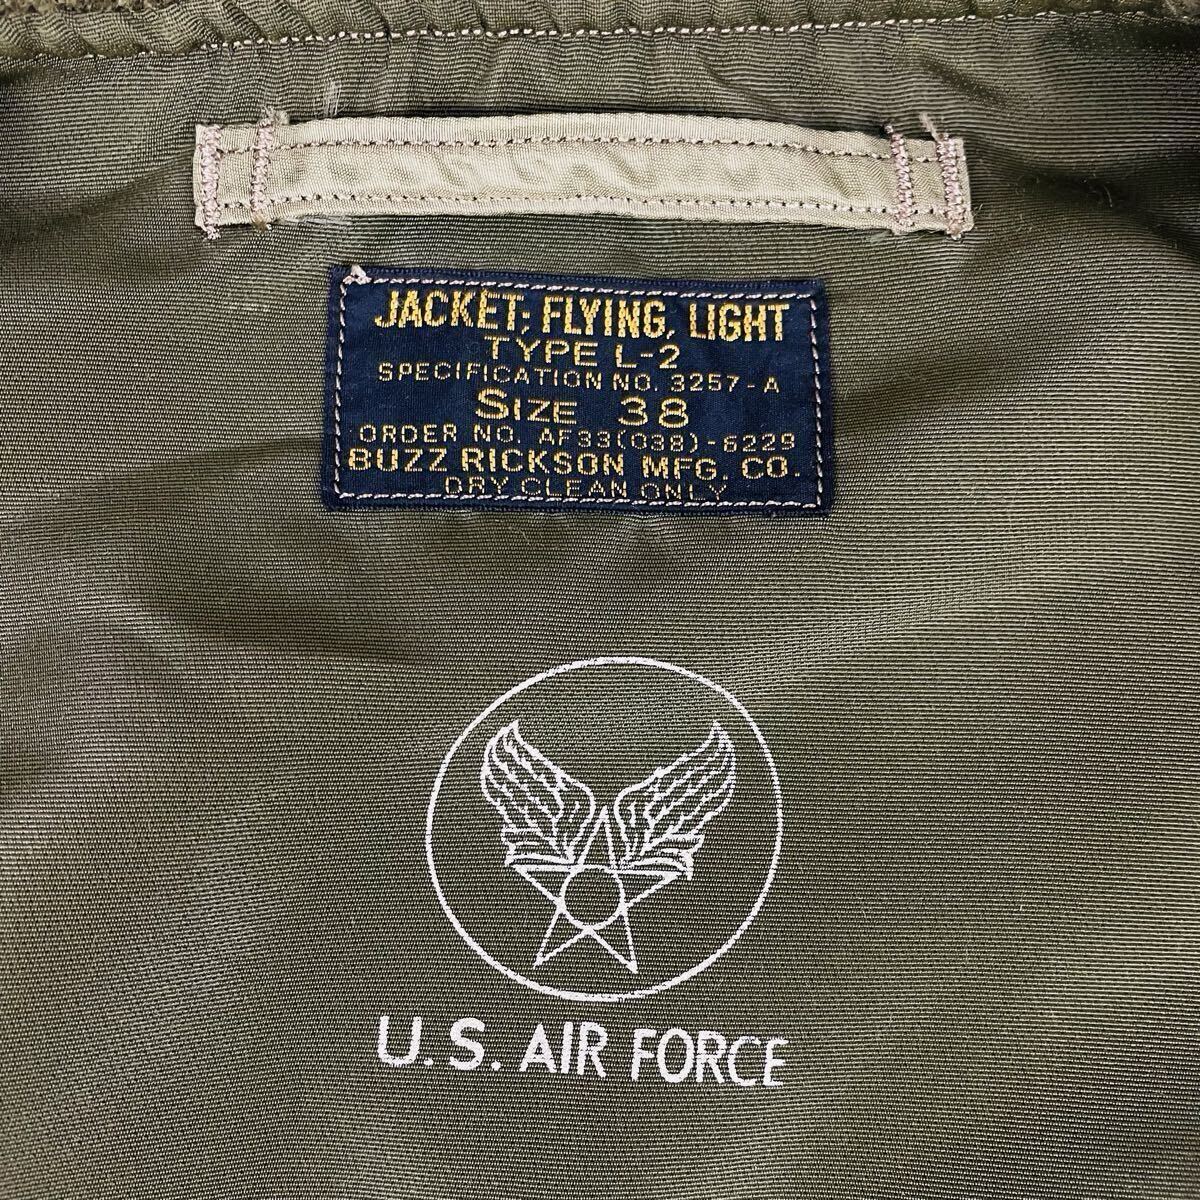 JACKET; FLYING, LIGHT
TYPE L-2
SPECIFICATION NO. 3257-A
SIZE 38
ORDER NO. AF33(038)-6229
BUZZ RICKSON MFG. CO.
DRY CLEAN ONLY
U.S. AIR FORCE